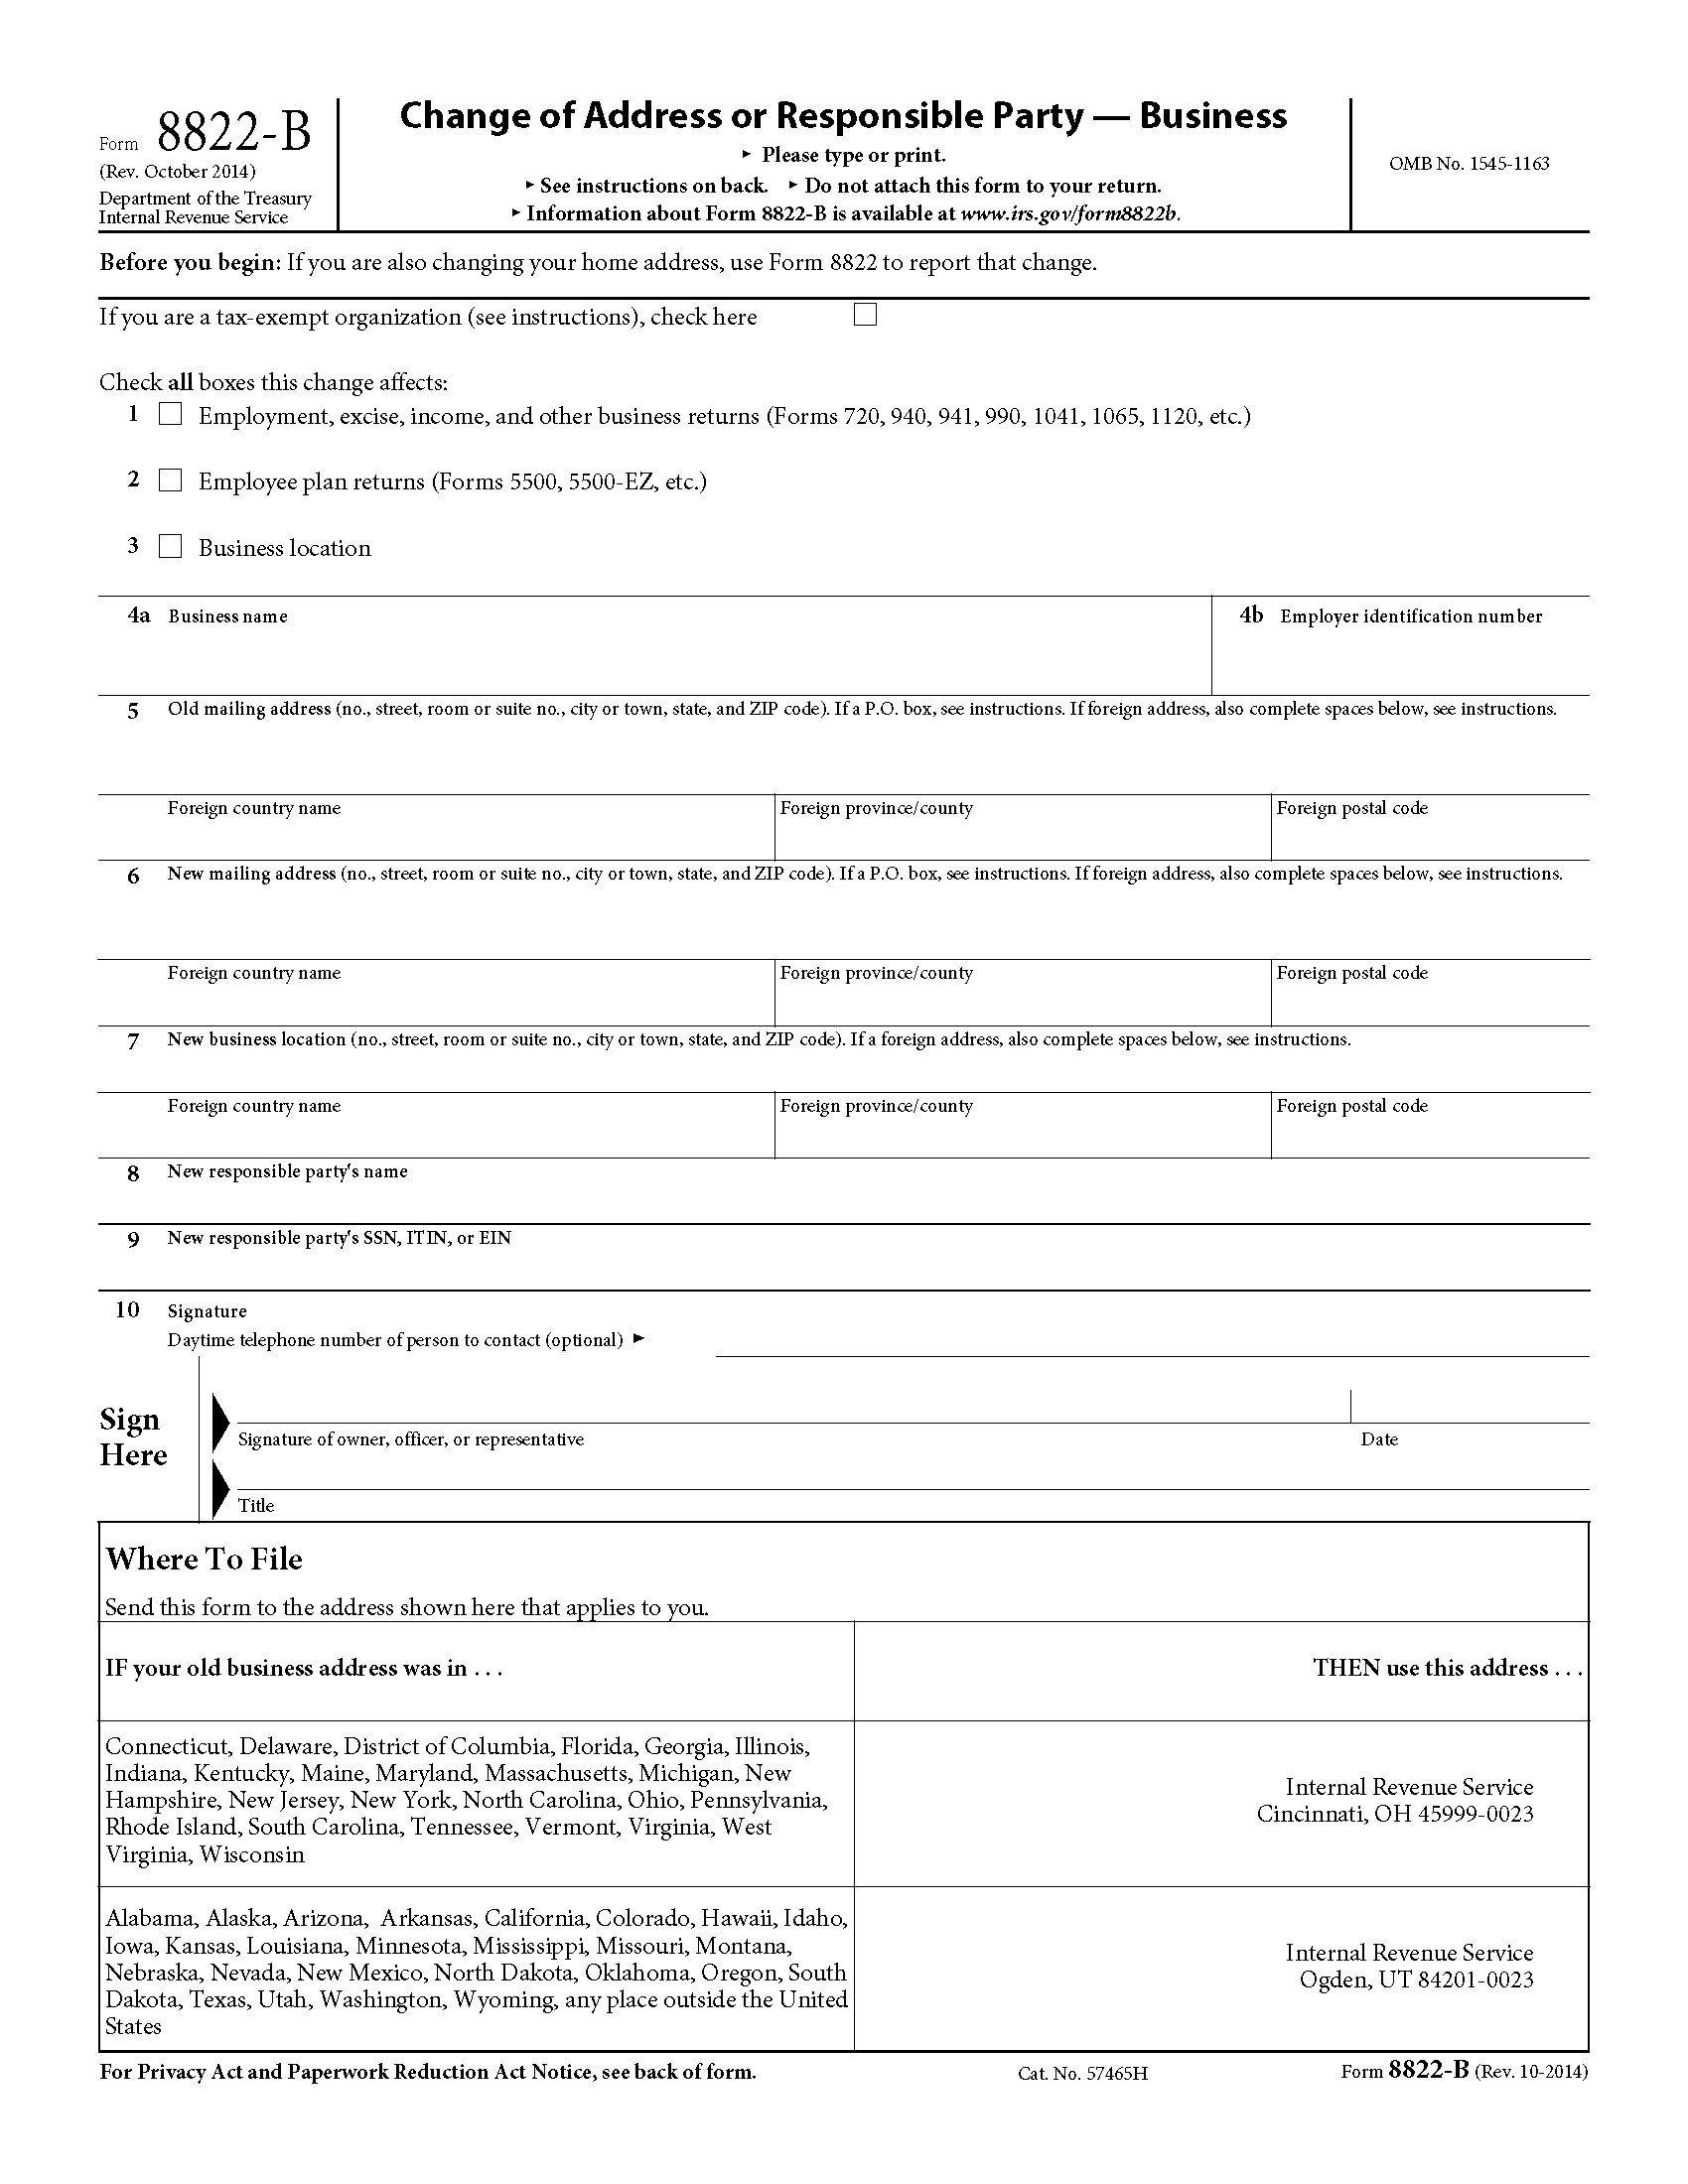 Form 8822-B
(Rev. October 2014)
Department of the Treasury
Internal Revenue Service
Change of Address or Responsible Party — Business
▸ Please type or print.
▸ See instructions on back. ▸ Do not attach this form to your return.
▸ Information about Form 8822-B is available at www.irs.gov/form8822b.
OMB No. 1545-1163
Before you begin: If you are also changing your home address, use Form 8822 to report that change.
If you are a tax-exempt organization (see instructions), check here
Check all boxes this change affects:
1 Employment, excise, income, and other business returns (Forms 720, 940, 941, 990, 1041, 1065, 1120, etc.)
2 Employee plan returns (Forms 5500, 5500-EZ, etc.)
3 Business location
4a Business name
4b Employer identification number
5 Old mailing address (no., street, room or suite no., city or town, state, and ZIP code). If a P.O. box, see instructions. If foreign address, also complete spaces below, see instructions.
Foreign country name Foreign province/county Foreign postal code
6 New mailing address (no., street, room or suite no., city or town, state, and ZIP code). If a P.O. box, see instructions. If foreign address, also complete spaces below, see instructions.
Foreign country name Foreign province/county Foreign postal code
7 New business location (no., street, room or suite no., city or town, state, and ZIP code). If a foreign address, also complete spaces below, see instructions.
Foreign country name Foreign province/county Foreign postal code
8 New responsible party's name
9 New responsible party's SSN, ITIN, or EIN
10 Signature
Daytime telephone number of person to contact (optional) ►
Sign
Here
Signature of owner, officer, or representative Date
Title
Where To File
Send this form to the address shown here that applies to you.
IF your old business address was in . . . THEN use this address . . .
Connecticut, Delaware, District of Columbia, Florida, Georgia, Illinois,
Indiana, Kentucky, Maine, Maryland, Massachusetts, Michigan, New
Hampshire, New Jersey, New York, North Carolina, Ohio, Pennsylvania,
Rhode Island, South Carolina, Tennessee, Vermont, Virginia, West
Virginia, Wisconsin
Internal Revenue Service
Cincinnati, OH 45999-0023
Alabama, Alaska, Arizona, Arkansas, California, Colorado, Hawaii, Idaho,
Iowa, Kansas, Louisiana, Minnesota, Mississippi, Missouri, Montana,
Nebraska, Nevada, New Mexico, North Dakota, Oklahoma, Oregon, South
Dakota, Texas, Utah, Washington, Wyoming, any place outside the United
States
Internal Revenue Service
Ogden, UT 84201-0023
For Privacy Act and Paperwork Reduction Act Notice, see back of form. Cat. No. 57465H Form 8822-B (Rev. 10-2014)